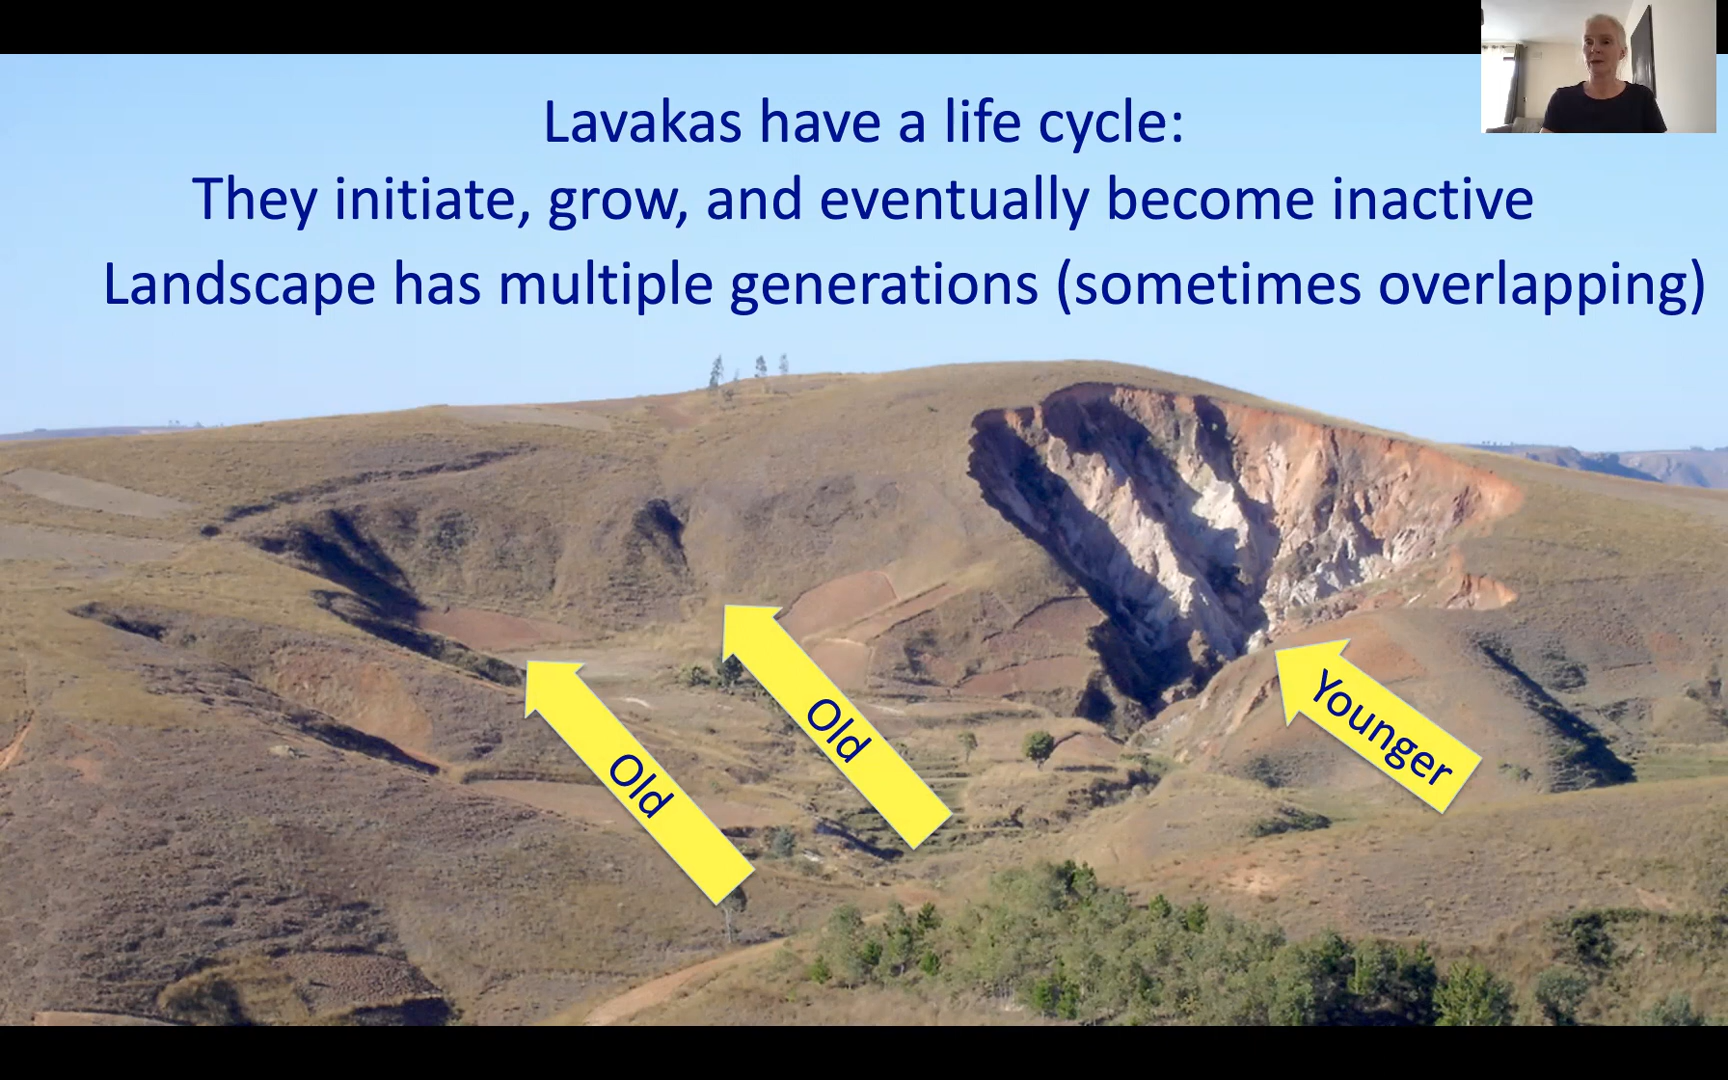 Lavakas have a life cycle:
They initiate, grow, and eventually become inactive
Landscape has multiple generations (sometimes overlapping)
Old
Old
Younger